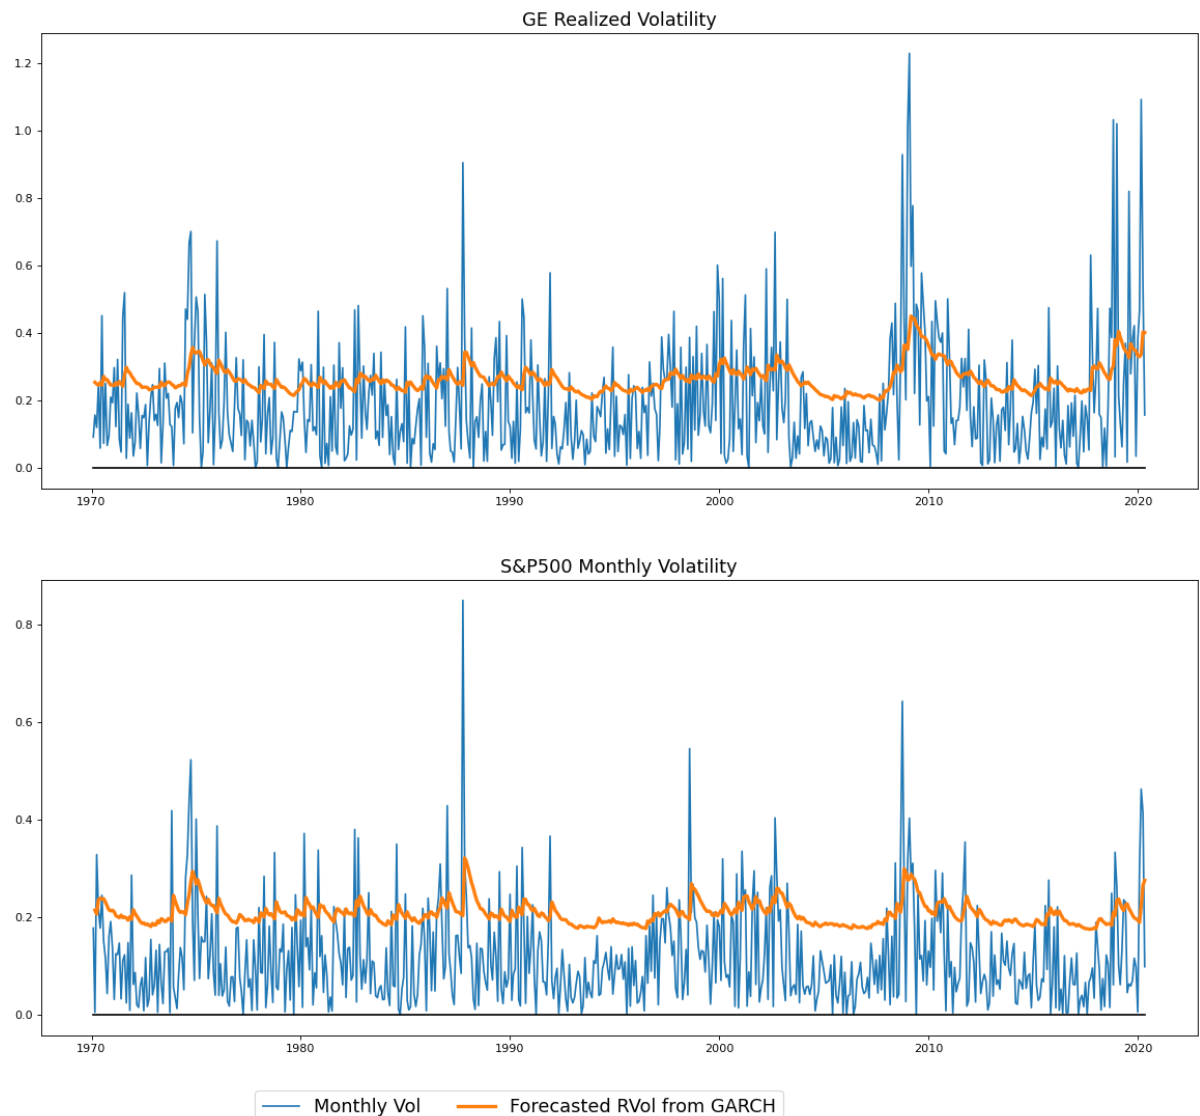 GE Realized Volatility
1.2
1.0
0.8
0.6
0.4
0.2
0.0
1970 1980 1990 2000 2010 2020
S&P500 Monthly Volatility
0.8
0.6
0.4
0.2
0.0
1970 1980 1990 2000 2010 2020
Monthly Vol Forecasted RVol from GARCH